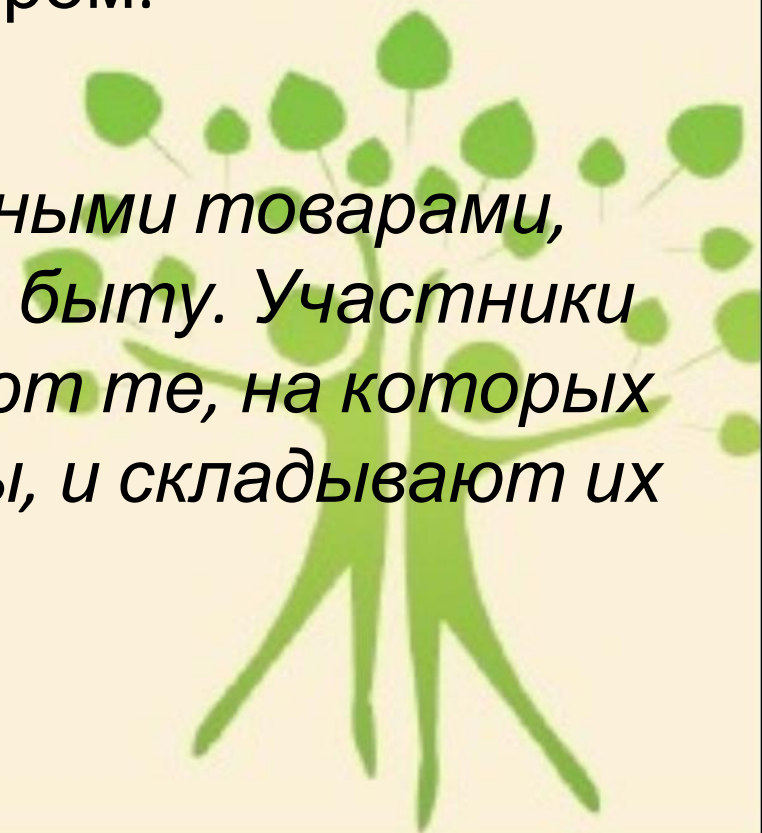 ром.
ными товарами,
быту. Участники
от те, на которых
ы, и складывают их